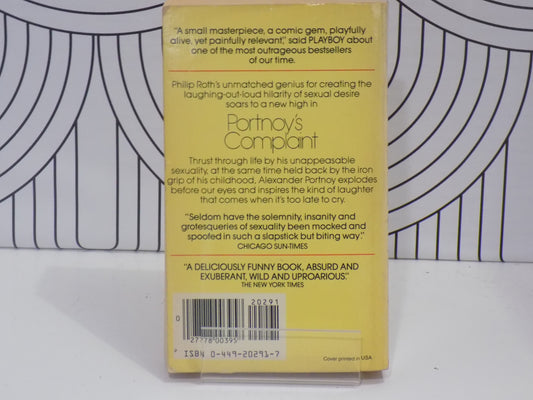 "A small masterpiece, a comic gem, playfully
alive, yet painfully relevant," said PLAYBOY about
one of the most outrageous bestsellers
of our time.
Philip Roth's unmatched genius for creating the
laughing-out-loud hilarity of sexual desire
soars to a new high in
Portnoy's
Complaint
Thrust through life by his unappeasable
sexuality, at the same time held back by the iron
grip of his childhood, Alexander Portnoy explodes
before our eyes and inspires the kind of laughter
that comes when it's too late to cry.
"Seldom have the solemnity, insanity and
grotesqueries of sexuality been mocked and
spoofed in such a slapstick but biting way."
CHICAGO SUN-TIMES
"A DELICIOUSLY FUNNY BOOK, ABSURD AND
EXUBERANT, WILD AND UPROARIOUS."
THE NEW YORK TIMES
20291
0
27778 00395
ISBN 0-449-20291-7
Cover printed in USA